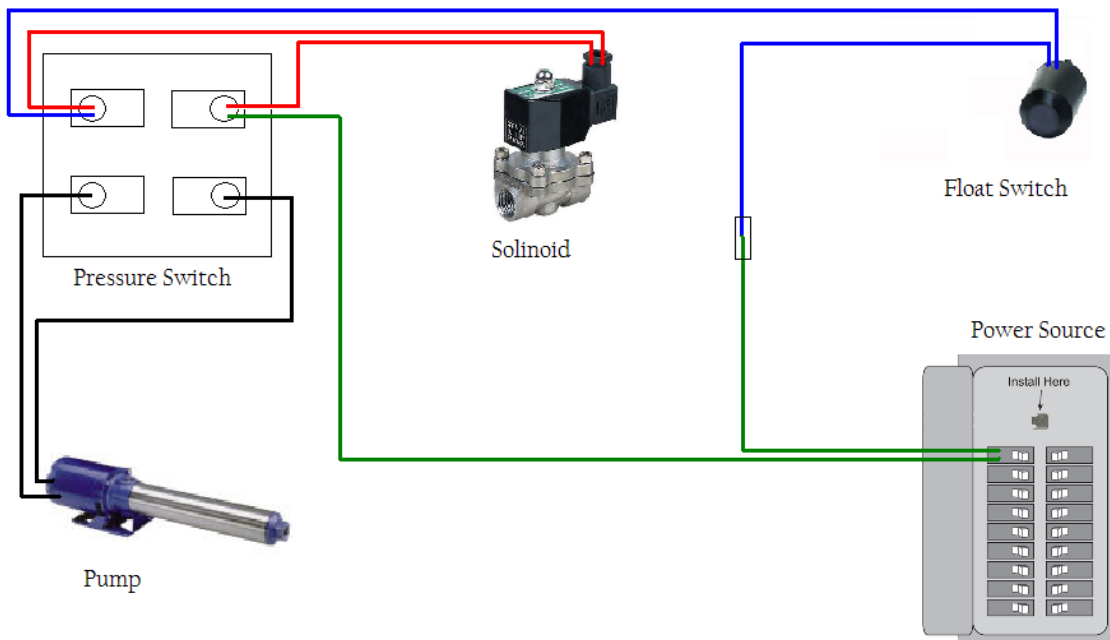 Float Switch
Solinoid
Pressure Switch
Power Source
Install Here
Pump